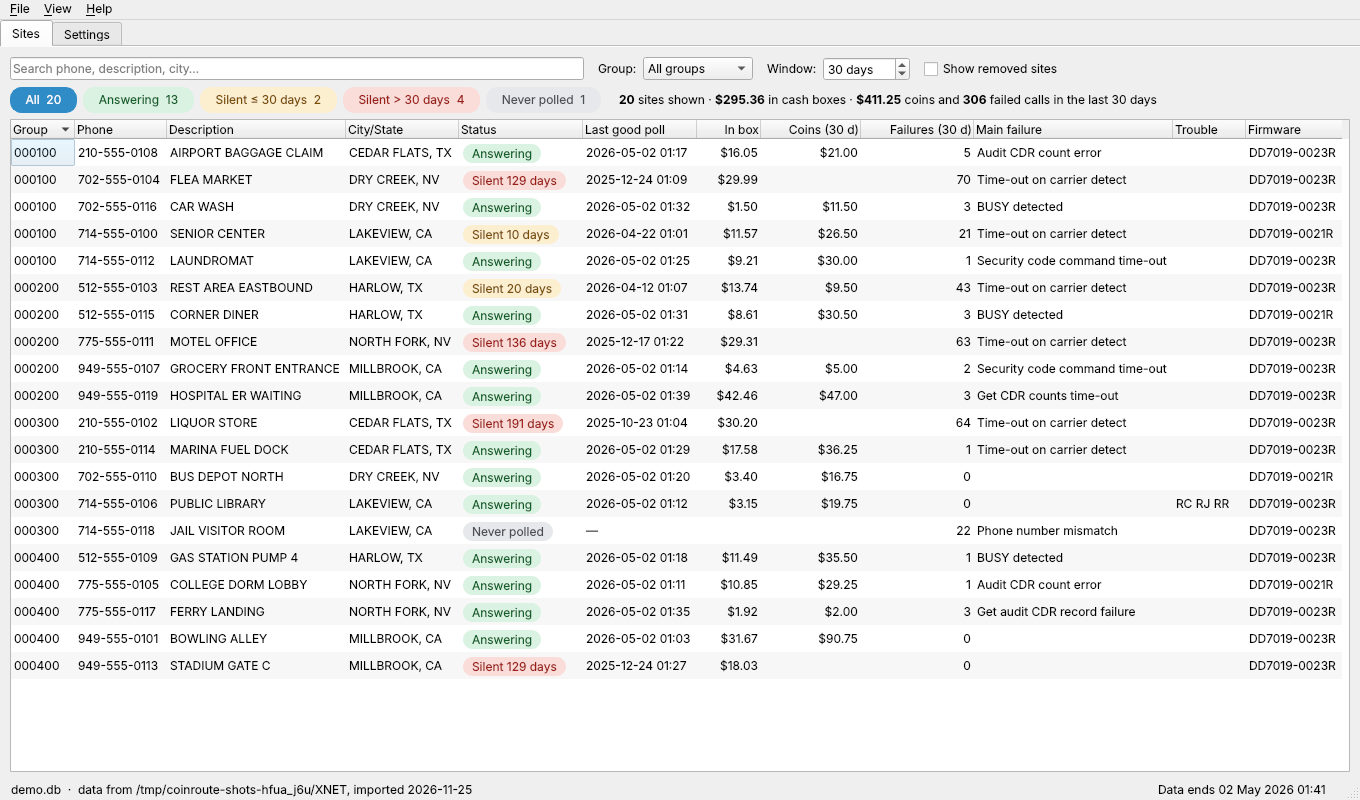 File View Help
Sites Settings
Search phone, description, city... Group: All groups Window: 30 days Show removed sites
All 20 Answering 13 Silent ≤ 30 days 2 Silent > 30 days 4 Never polled 1 20 sites shown · $295.36 in cash boxes · $411.25 coins and 306 failed calls in the last 30 days
Group Phone Description City/State Status Last good poll In box Coins (30 d) Failures (30 d) Main failure Trouble Firmware
000100 210-555-0108 AIRPORT BAGGAGE CLAIM CEDAR FLATS, TX Answering 2026-05-02 01:17 $16.05 $21.00 5 Audit CDR count error DD7019-0023R
000100 702-555-0104 FLEA MARKET DRY CREEK, NV Silent 129 days 2025-12-24 01:09 $29.99 70 Time-out on carrier detect DD7019-0023R
000100 702-555-0116 CAR WASH DRY CREEK, NV Answering 2026-05-02 01:32 $1.50 $11.50 3 BUSY detected DD7019-0023R
000100 714-555-0100 SENIOR CENTER LAKEVIEW, CA Silent 10 days 2026-04-22 01:01 $11.57 $26.50 21 Time-out on carrier detect DD7019-0021R
000100 714-555-0112 LAUNDROMAT LAKEVIEW, CA Answering 2026-05-02 01:25 $9.21 $30.00 1 Security code command time-out DD7019-0023R
000200 512-555-0103 REST AREA EASTBOUND HARLOW, TX Silent 20 days 2026-04-12 01:07 $13.74 $9.50 43 Time-out on carrier detect DD7019-0023R
000200 512-555-0115 CORNER DINER HARLOW, TX Answering 2026-05-02 01:31 $8.61 $30.50 3 BUSY detected DD7019-0021R
000200 775-555-0111 MOTEL OFFICE NORTH FORK, NV Silent 136 days 2025-12-17 01:22 $29.31 63 Time-out on carrier detect DD7019-0023R
000200 949-555-0107 GROCERY FRONT ENTRANCE MILLBROOK, CA Answering 2026-05-02 01:14 $4.63 $5.00 2 Security code command time-out DD7019-0023R
000200 949-555-0119 HOSPITAL ER WAITING MILLBROOK, CA Answering 2026-05-02 01:39 $42.46 $47.00 3 Get CDR counts time-out DD7019-0023R
000300 210-555-0102 LIQUOR STORE CEDAR FLATS, TX Silent 191 days 2025-10-23 01:04 $30.20 64 Time-out on carrier detect DD7019-0023R
000300 210-555-0114 MARINA FUEL DOCK CEDAR FLATS, TX Answering 2026-05-02 01:29 $17.58 $36.25 1 Time-out on carrier detect DD7019-0023R
000300 702-555-0110 BUS DEPOT NORTH DRY CREEK, NV Answering 2026-05-02 01:20 $3.40 $16.75 0 DD7019-0021R
000300 714-555-0106 PUBLIC LIBRARY LAKEVIEW, CA Answering 2026-05-02 01:12 $3.15 $19.75 0 RC RJ RR DD7019-0023R
000300 714-555-0118 JAIL VISITOR ROOM LAKEVIEW, CA Never polled — 22 Phone number mismatch DD7019-0023R
000400 512-555-0109 GAS STATION PUMP 4 HARLOW, TX Answering 2026-05-02 01:18 $11.49 $35.50 1 BUSY detected DD7019-0023R
000400 775-555-0105 COLLEGE DORM LOBBY NORTH FORK, NV Answering 2026-05-02 01:11 $10.85 $29.25 1 Audit CDR count error DD7019-0021R
000400 775-555-0117 FERRY LANDING NORTH FORK, NV Answering 2026-05-02 01:35 $1.92 $2.00 3 Get audit CDR record failure DD7019-0023R
000400 949-555-0101 BOWLING ALLEY MILLBROOK, CA Answering 2026-05-02 01:03 $31.67 $90.75 0 DD7019-0023R
000400 949-555-0113 STADIUM GATE C MILLBROOK, CA Silent 129 days 2025-12-24 01:27 $18.03 0 DD7019-0023R
demo.db · data from /tmp/coinroute-shots-hfua_j6u/XNET, imported 2026-11-25 Data ends 02 May 2026 01:41